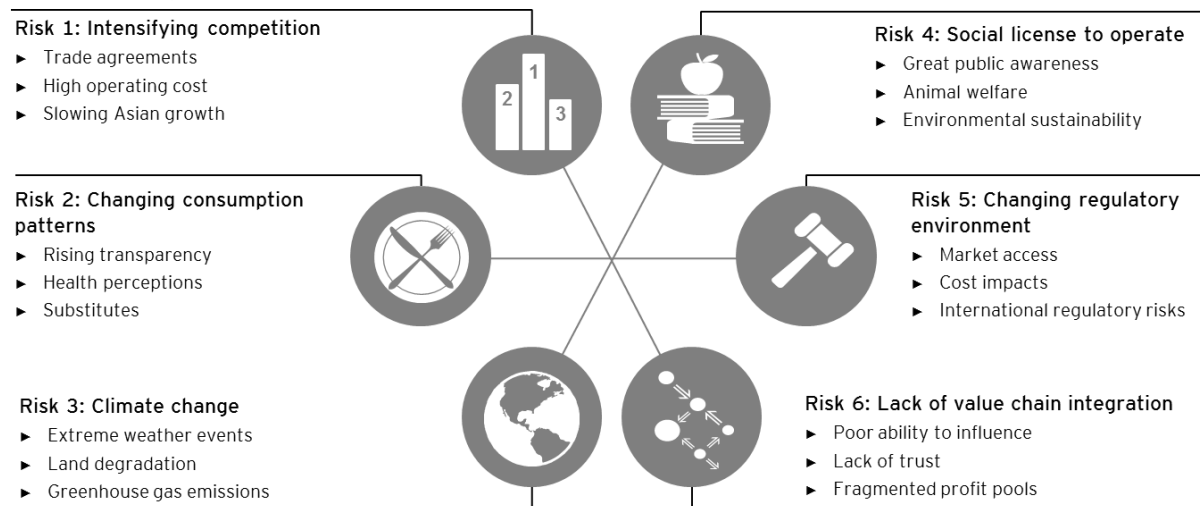 Risk 1: Intensifying competition
► Trade agreements
► High operating cost
► Slowing Asian growth
Risk 2: Changing consumption
patterns
► Rising transparency
► Health perceptions
► Substitutes
Risk 3: Climate change
► Extreme weather events
► Land degradation
► Greenhouse gas emissions
1
2
3
Risk 4: Social license to operate
► Great public awareness
► Animal welfare
► Environmental sustainability
Risk 5: Changing regulatory
environment
► Market access
► Cost impacts
► International regulatory risks
Risk 6: Lack of value chain integration
► Poor ability to influence
► Lack of trust
► Fragmented profit pools